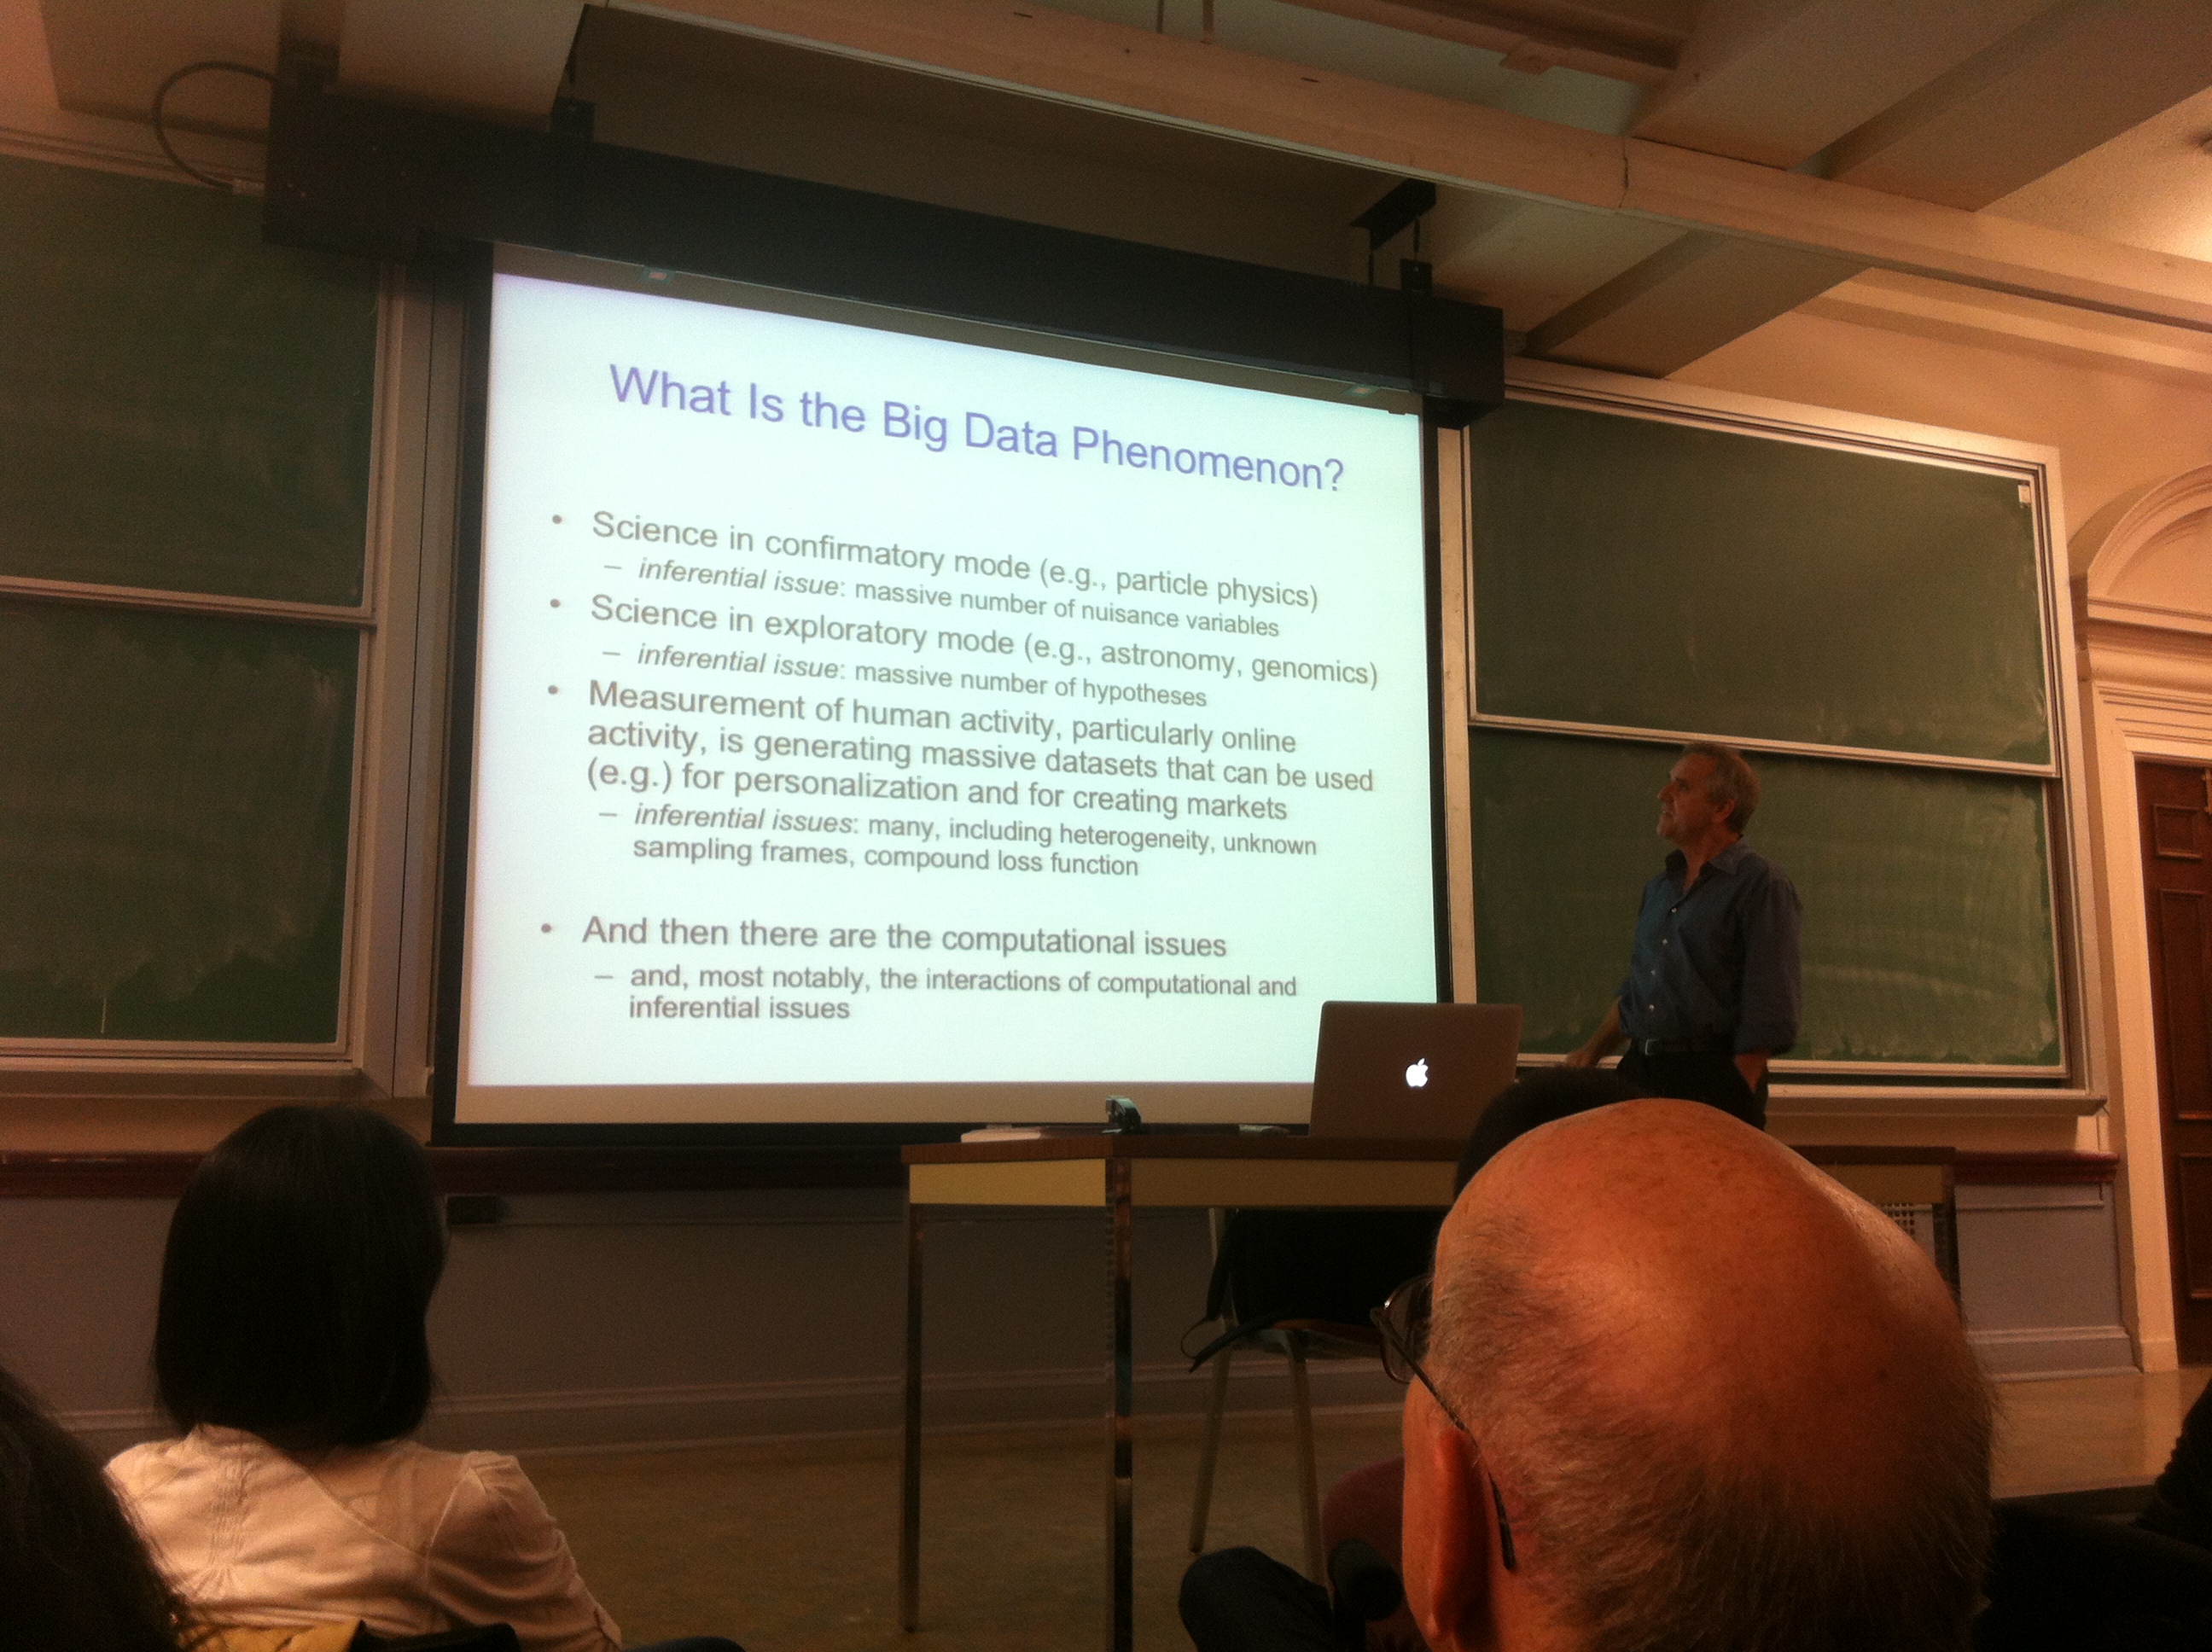 What Is the Big Data Phenomenon?
• Science in confirmatory mode (e.g., particle physics)
– inferential issue: massive number of nuisance variables
• Science in exploratory mode (e.g., astronomy, genomics)
– inferential issue: massive number of hypotheses
• Measurement of human activity, particularly online
activity, is generating massive datasets that can be used
(e.g.) for personalization and for creating markets
– inferential issues: many, including heterogeneity, unknown
sampling frames, compound loss function
• And then there are the computational issues
– and, most notably, the interactions of computational and
inferential issues